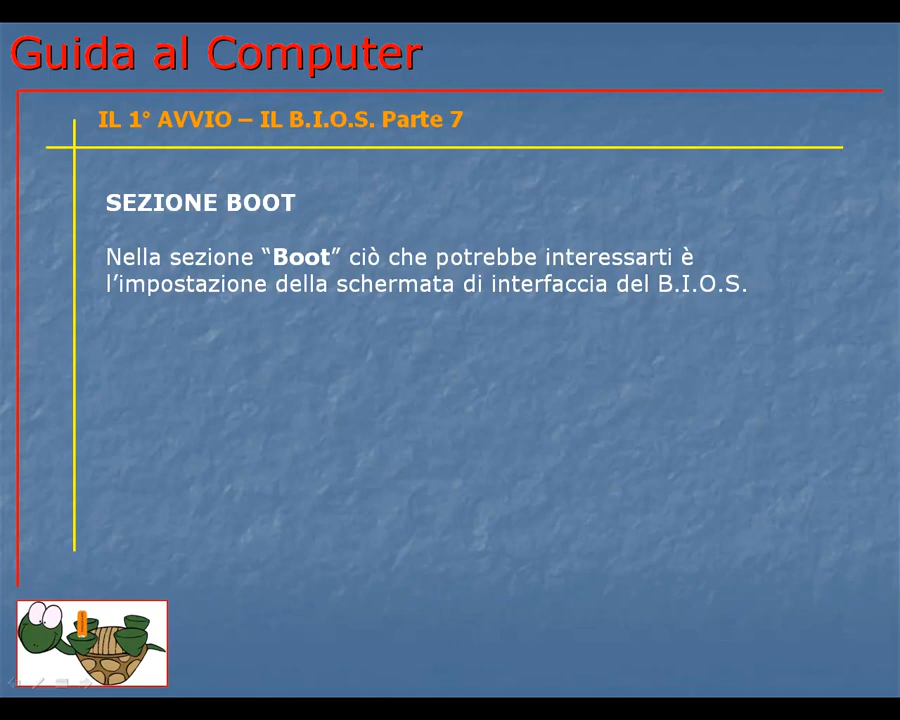 Guida al Computer
IL 1° AVVIO – IL B.I.O.S. Parte 7
SEZIONE BOOT
Nella sezione “Boot” ciò che potrebbe interessarti è
l’impostazione della schermata di interfaccia del B.I.O.S.